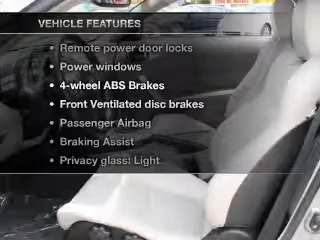 VEHICLE FEATURES
• Remote power door locks
• Power windows
• 4-wheel ABS Brakes
• Front Ventilated disc brakes
• Passenger Airbag
• Braking Assist
• Privacy glass: Light